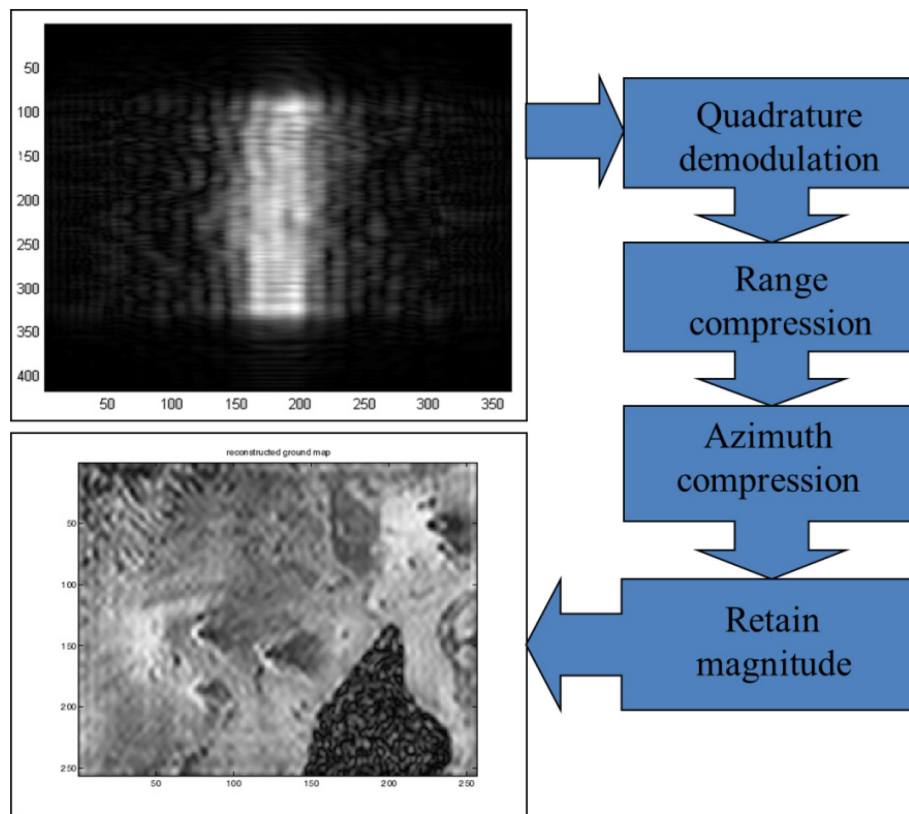 50
100
150
200
250
300
350
400
50 100 150 200 250 300 350
Quadrature
demodulation
Range
compression
Azimuth
compression
Retain
magnitude
reconstructed ground map
50
100
150
200
250
50 100 150 200 250